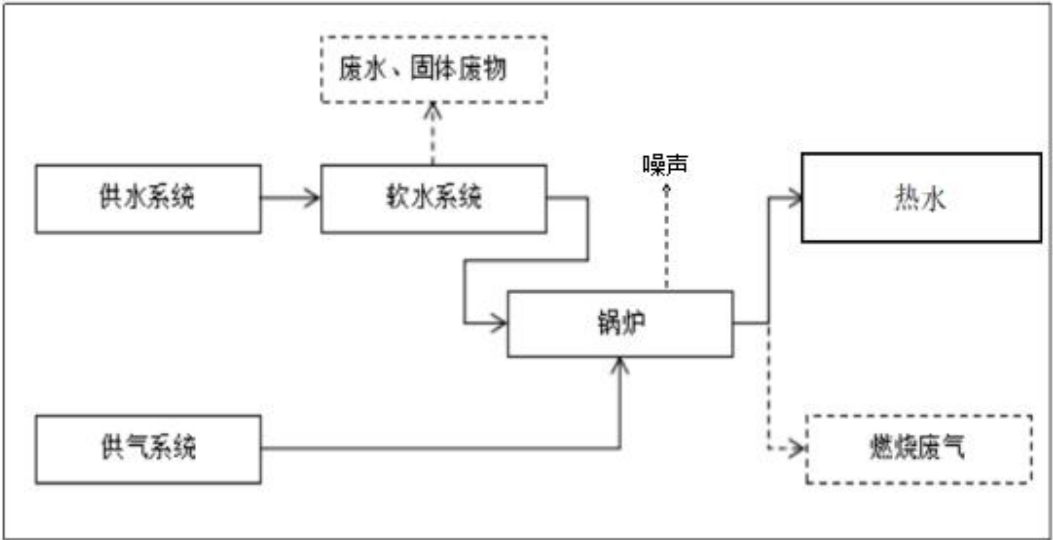 废水、固体废物
噪声
供水系统
软水系统
热水
锅炉
供气系统
燃烧废气